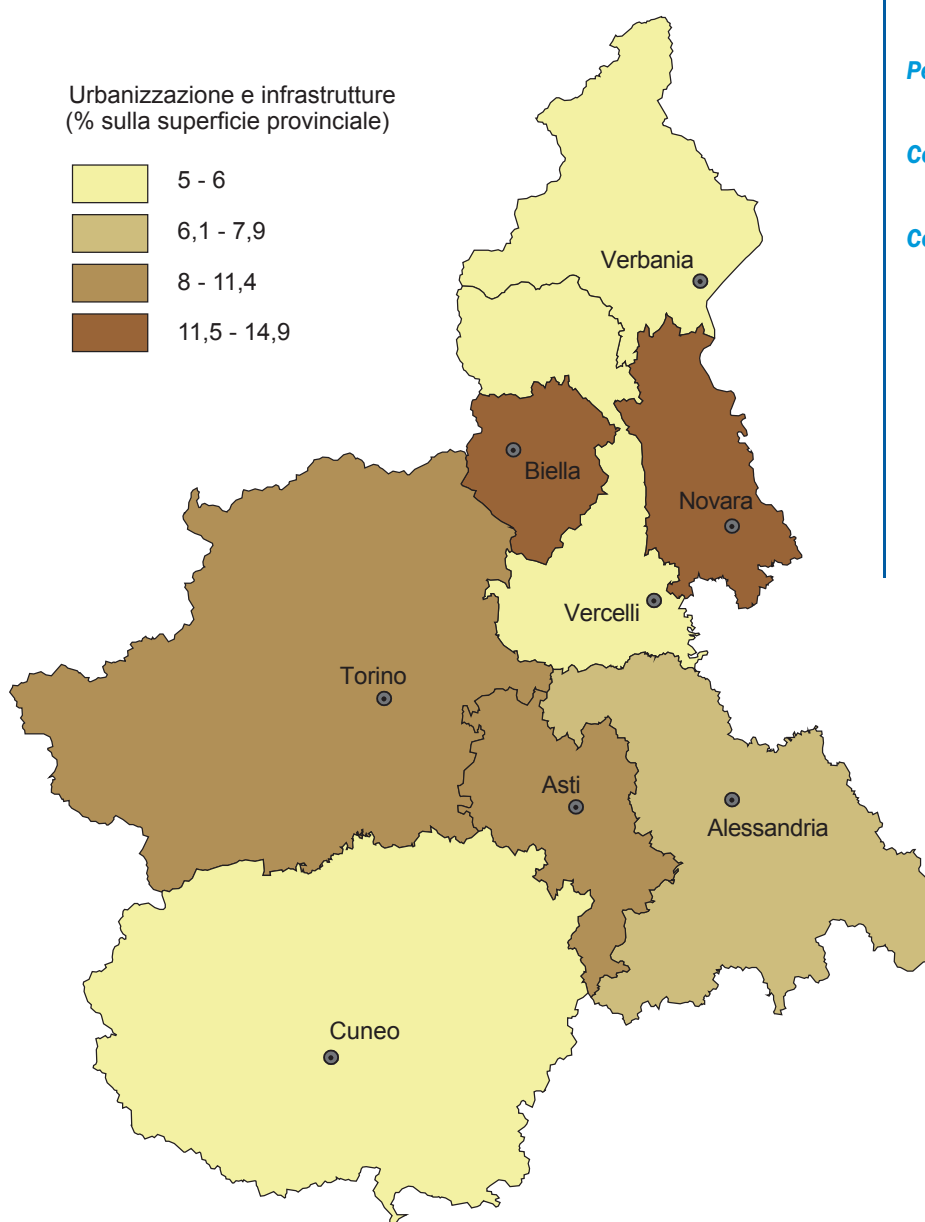 Urbanizzazione e infrastrutture
(% sulla superficie provinciale)
5 - 6
6,1 - 7,9
8 - 11,4
11,5 - 14,9
Verbania
Biella
Novara
Vercelli
Torino
Asti
Alessandria
Cuneo